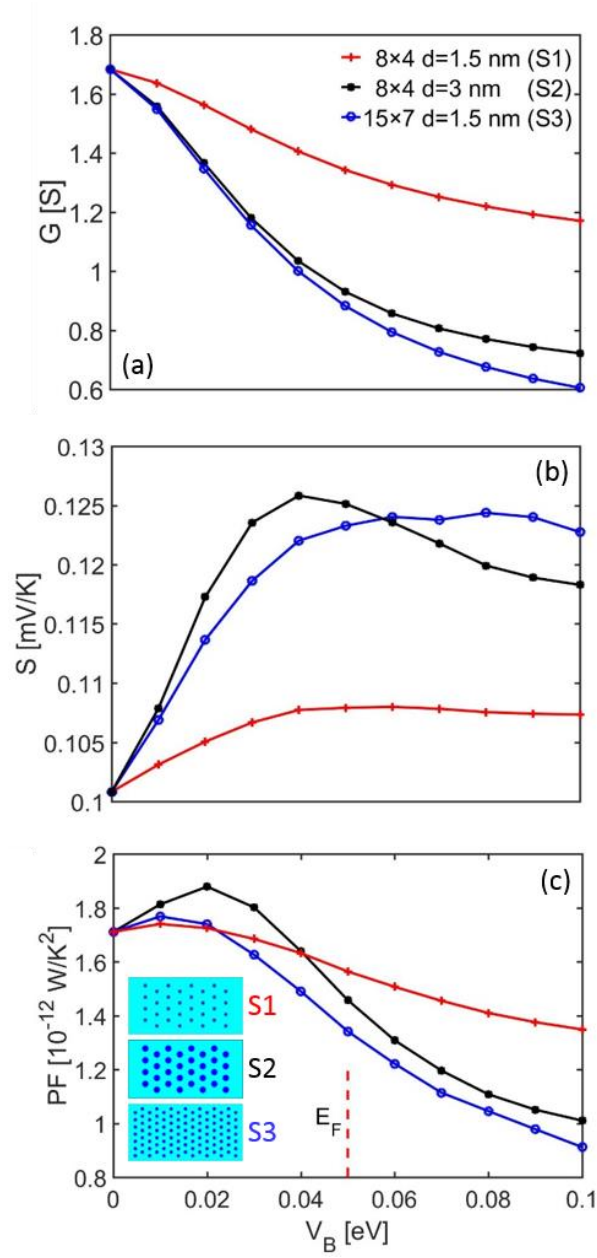 1.8
1.6
1.4
1.2
1
0.8
0.6
G [S]
8×4 d=1.5 nm (S1)
8×4 d=3 nm (S2)
15×7 d=1.5 nm (S3)
(a)
0.13
0.125
0.12
0.115
0.11
0.105
0.1
S [mV/K]
(b)
2
1.8
1.6
1.4
1.2
1
0.8
PF [10⁻¹² W/K²]
(c)
S1
S2
S3
E_F
0 0.02 0.04 0.06 0.08 0.1
V_B [eV]